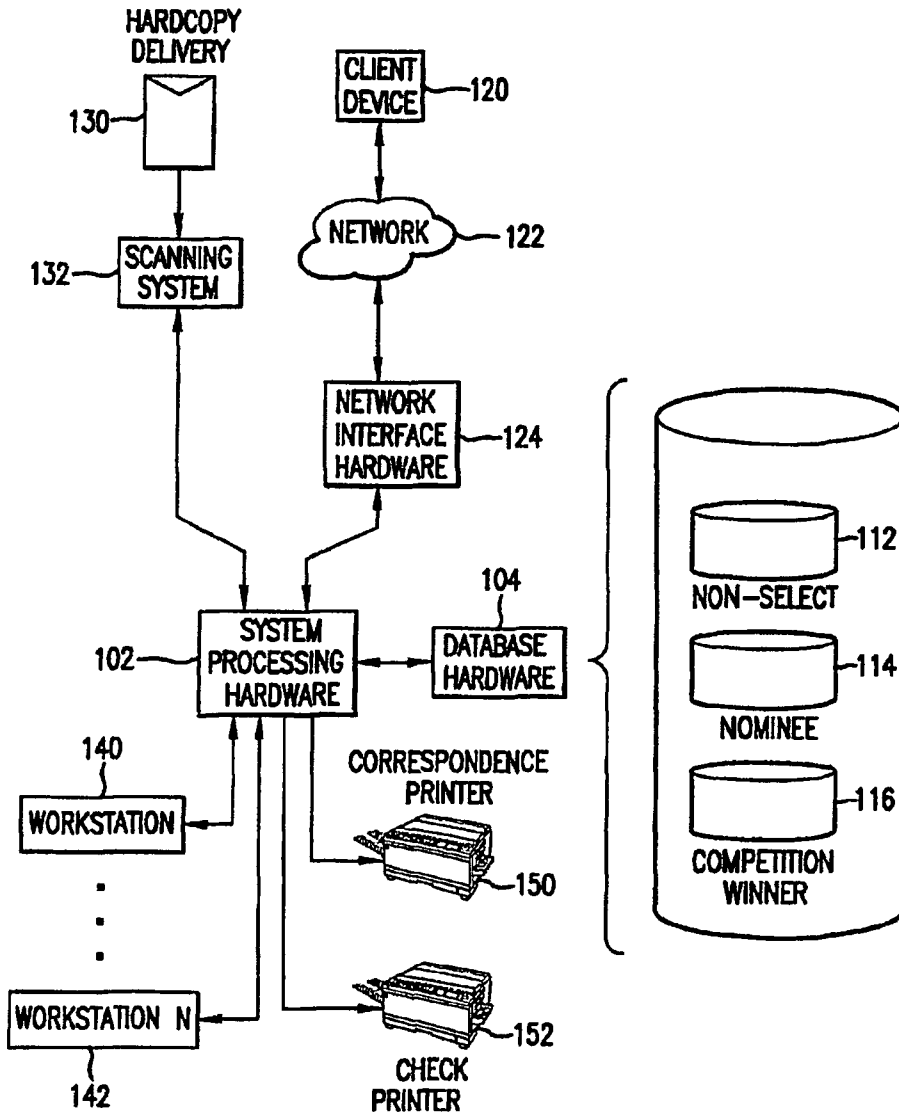 HARDCOPY
DELIVERY
130
CLIENT
DEVICE
120
NETWORK
122
132
SCANNING
SYSTEM
NETWORK
INTERFACE
HARDWARE
124
112
NON-SELECT
104
102
SYSTEM
PROCESSING
HARDWARE
DATABASE
HARDWARE
114
NOMINEE
140
CORRESPONDENCE
PRINTER
WORKSTATION
150
116
COMPETITION
WINNER
WORKSTATION N
142
152
CHECK
PRINTER